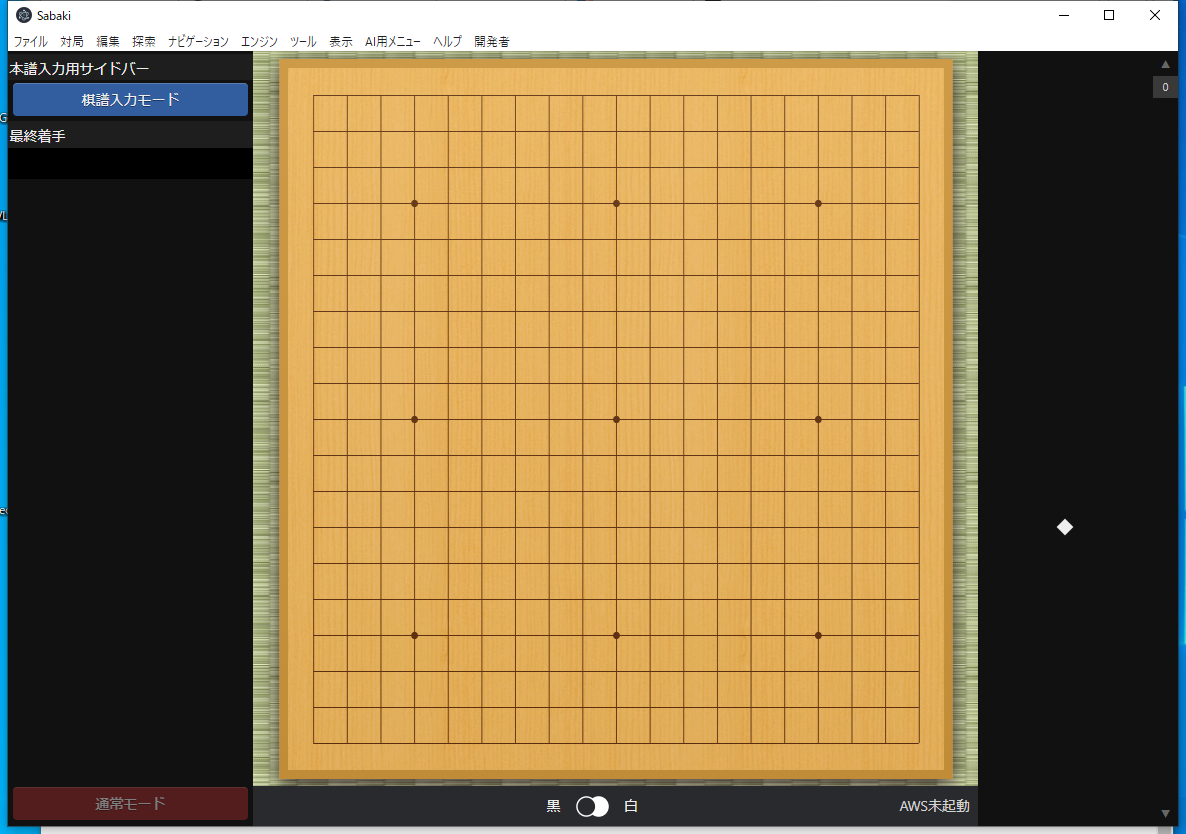 Sabaki
ファイル 対局 編集 探索 ナビゲーション エンジン ツール 表示 AI用メニュー ヘルプ 開発者
本譜入力用サイドバー
棋譜入力モード
最終着手
0
通常モード
黒 白
AWS未起動